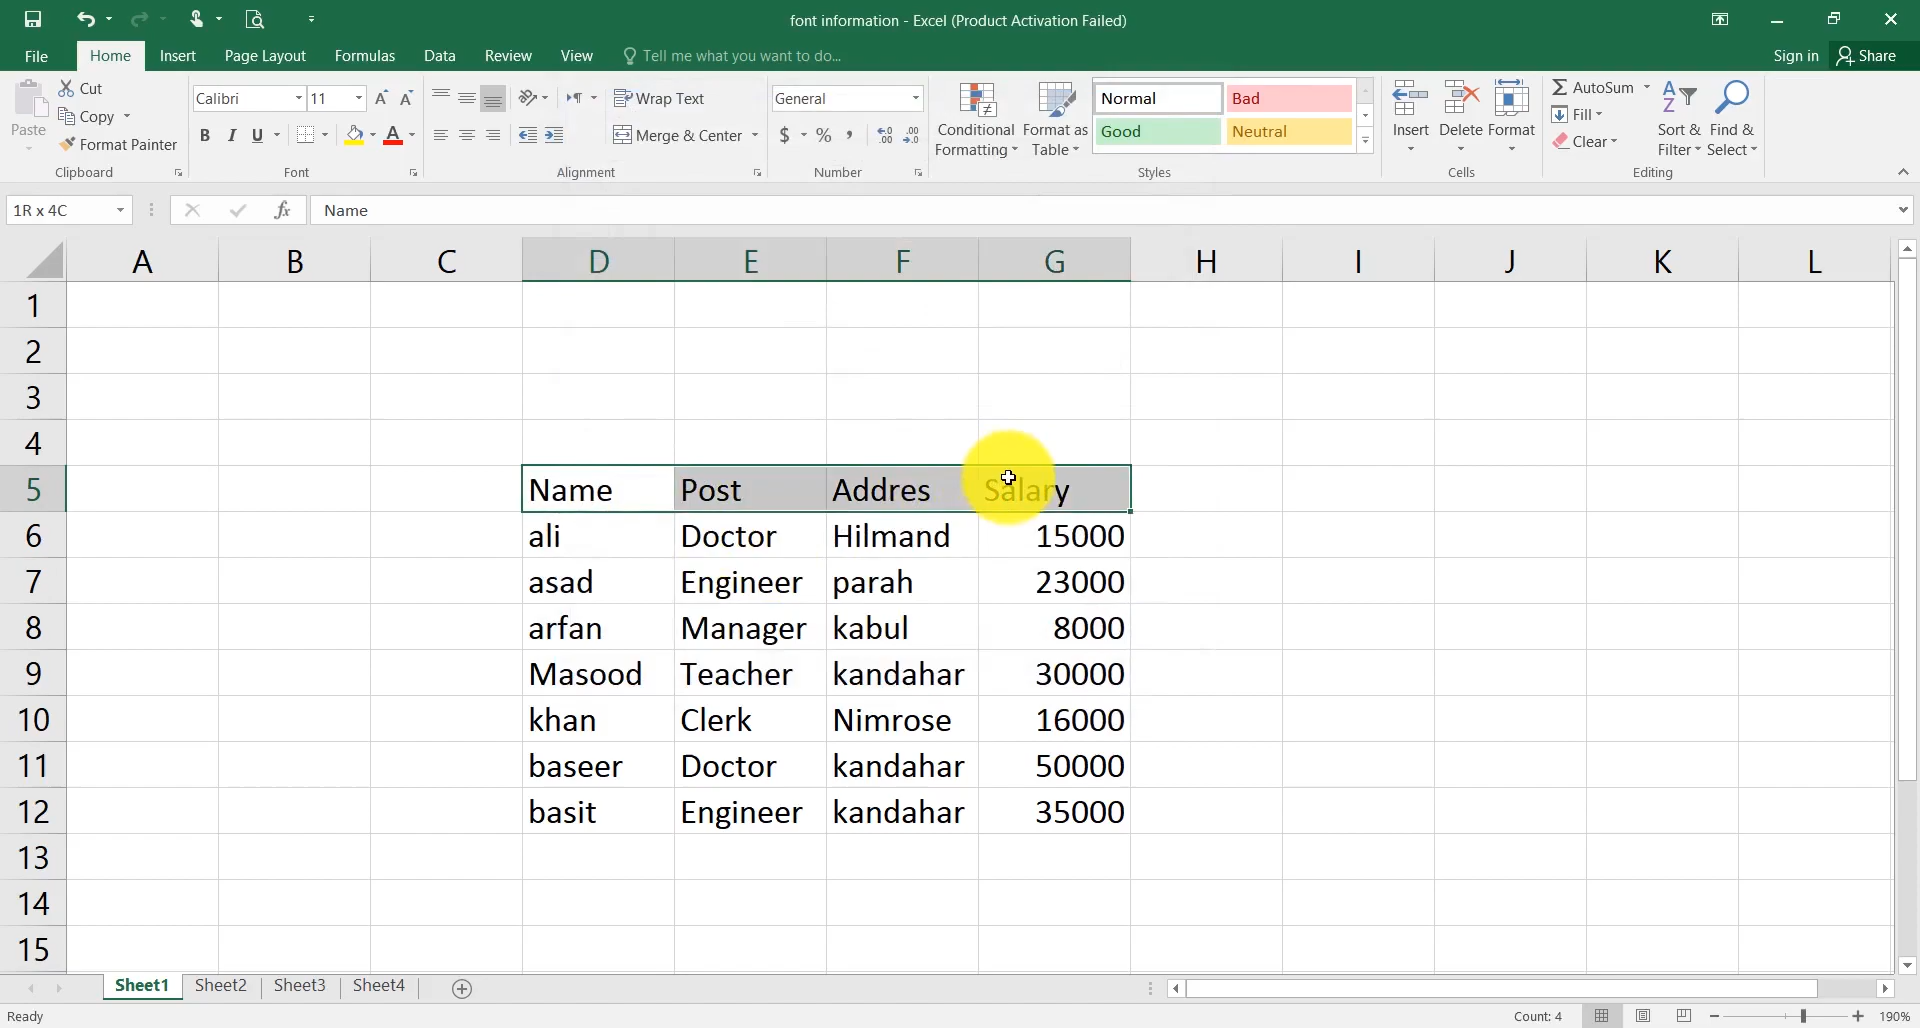 font information - Excel (Product Activation Failed)
File Home Insert Page Layout Formulas Data Review View Tell me what you want to do... Sign in Share
Paste Cut Copy Format Painter Clipboard
Calibri 11 B I U A Font
Wrap Text Merge & Center Alignment
General $ % , Number
Conditional Formatting Format as Table Normal Bad Good Neutral Styles
Insert Delete Format Cells
AutoSum Fill Clear Sort & Filter Find & Select Editing
1R x 4C fx Name
A B C D E F G H I J K L
1
2
3
4
5 Name Post Addres Salary
6 ali Doctor Hilmand 15000
7 asad Engineer parah 23000
8 arfan Manager kabul 8000
9 Masood Teacher kandahar 30000
10 khan Clerk Nimrose 16000
11 baseer Doctor kandahar 50000
12 basit Engineer kandahar 35000
13
14
15
Sheet1 Sheet2 Sheet3 Sheet4
Ready Count: 4 190%